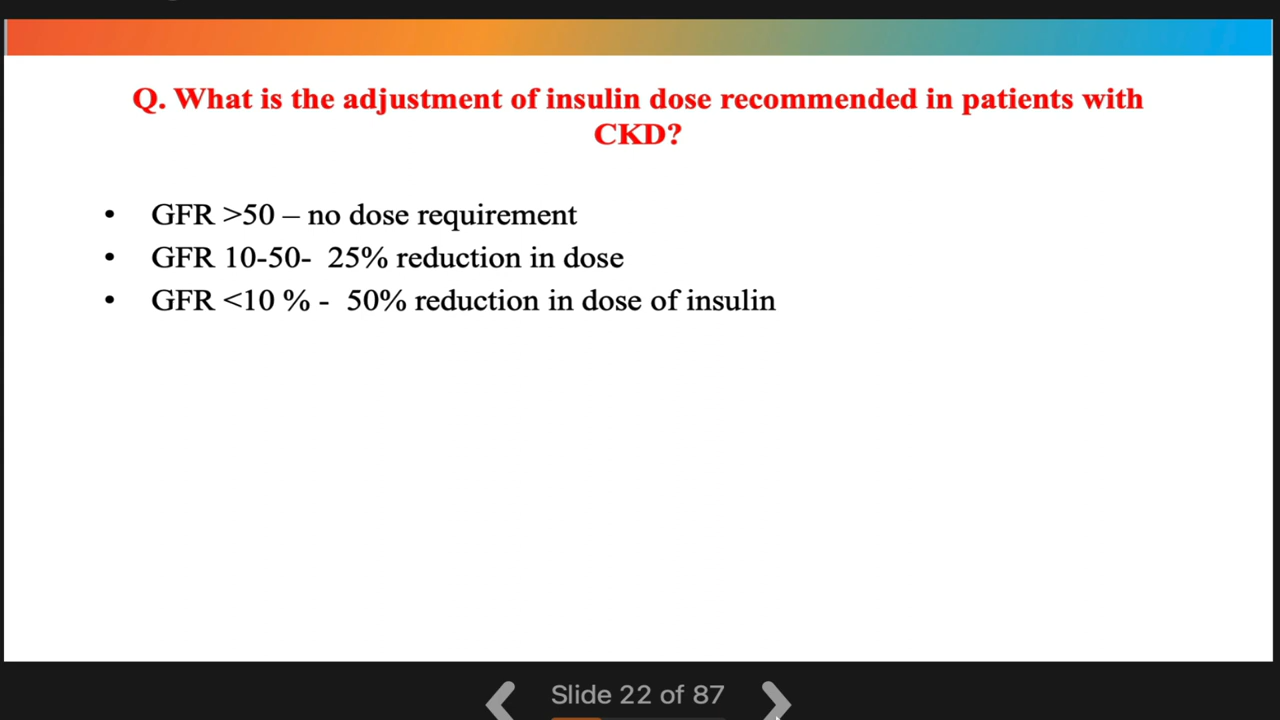 Q. What is the adjustment of insulin dose recommended in patients with
CKD?
• GFR >50 – no dose requirement
• GFR 10-50-  25% reduction in dose
• GFR <10 % -  50% reduction in dose of insulin
Slide 22 of 87